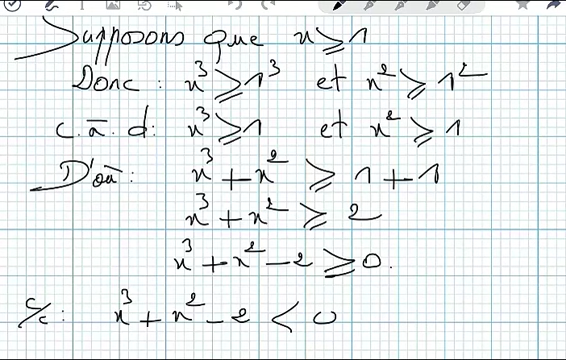 Supposons que x ⩾ 1
Donc : x³ ⩾ 1³ et x² ⩾ 1²
c.à.d: x³ ⩾ 1 et x² ⩾ 1
D'où: x³ + x² ⩾ 1 + 1
x³ + x² ⩾ 2
x³ + x² - 2 ⩾ 0.
C/C: x³ + x² - 2 < 0